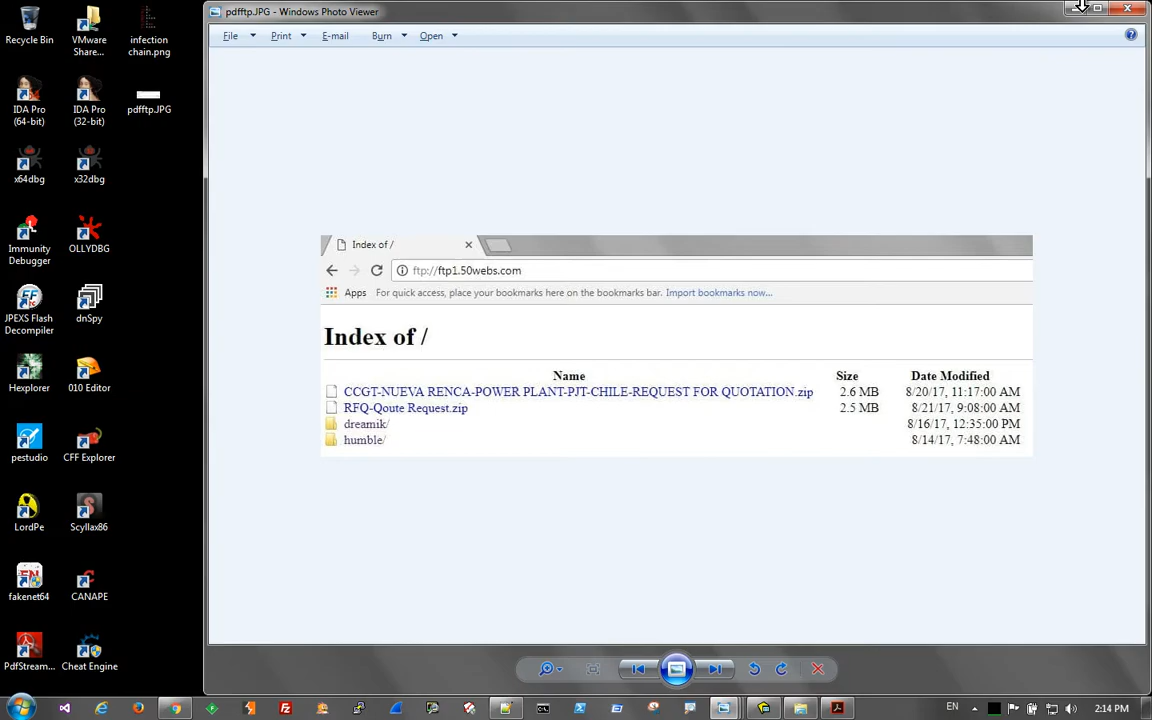 pdfftp.JPG - Windows Photo Viewer
File Print E-mail Burn Open
Recycle Bin
VMware Share...
infection chain.png
IDA Pro (64-bit)
IDA Pro (32-bit)
pdfftp.JPG
x64dbg
x32dbg
Immunity Debugger
OLLYDBG
JPEXS Flash Decompiler
dnSpy
Hexplorer
010 Editor
pestudio
CFF Explorer
LordPe
Scyllax86
fakenet64
CANAPE
PdfStream...
Cheat Engine
Index of /
ftp://ftp1.50webs.com
Apps For quick access, place your bookmarks here on the bookmarks bar. Import bookmarks now...
Index of /
Name Size Date Modified
CCGT-NUEVA RENCA-POWER PLANT-PJT-CHILE-REQUEST FOR QUOTATION.zip 2.6 MB 8/20/17, 11:17:00 AM
RFQ-Qoute Request.zip 2.5 MB 8/21/17, 9:08:00 AM
dreamik/ 8/16/17, 12:35:00 PM
humble/ 8/14/17, 7:48:00 AM
EN 2:14 PM